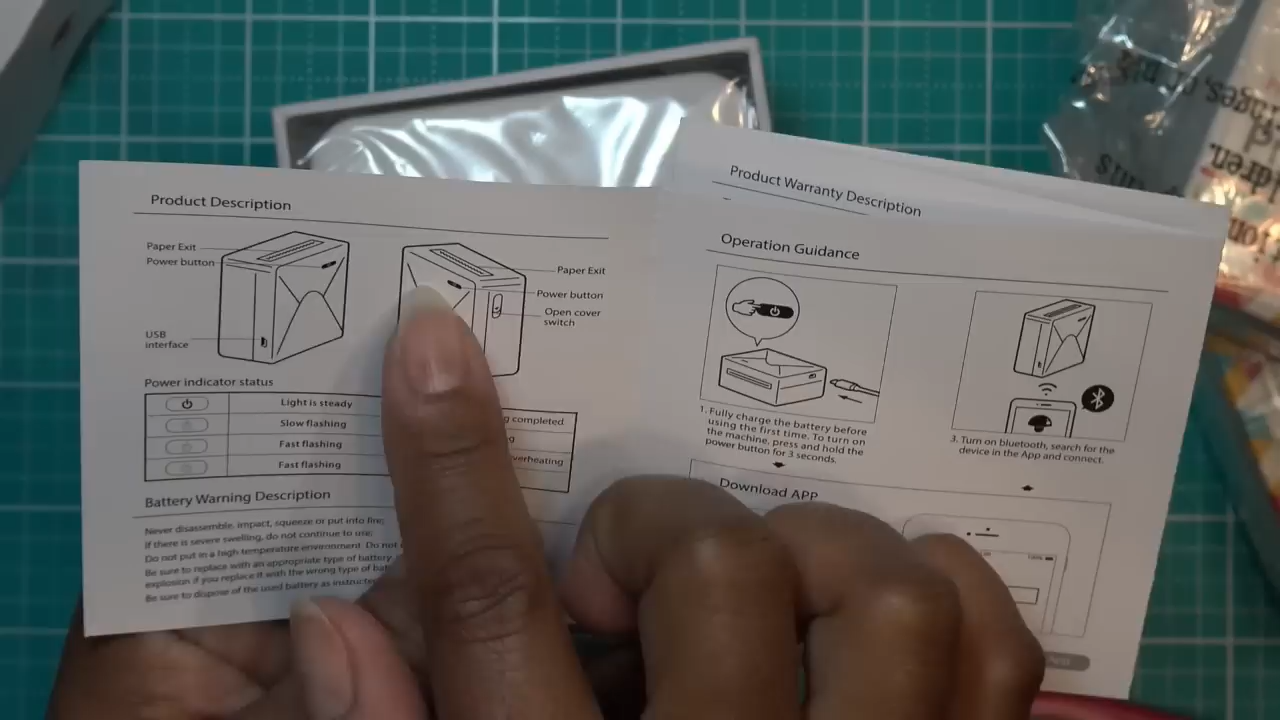 Product Description
Paper Exit
Power button
USB
interface
Paper Exit
Power button
Open cover
switch
Power indicator status
Light is steady
completed
Slow flashing
Fast flashing
Fast flashing
Battery Warning Description
Never disassemble, impact, squeeze or put into fire;
If there is severe swelling, do not continue to use;
Do not put in a high temperature environment. Do not
Be sure to replace with an appropriate type of battery.
explosion if you replace it with the wrong type of
Be sure to dispose of the used battery as
Product Warranty Description
Operation Guidance
1. Fully charge the battery before
using the first time. To turn on
the machine, press and hold the
power button for 3 seconds.
3. Turn on bluetooth, search for the
device in the App and connect.
Download APP
100%